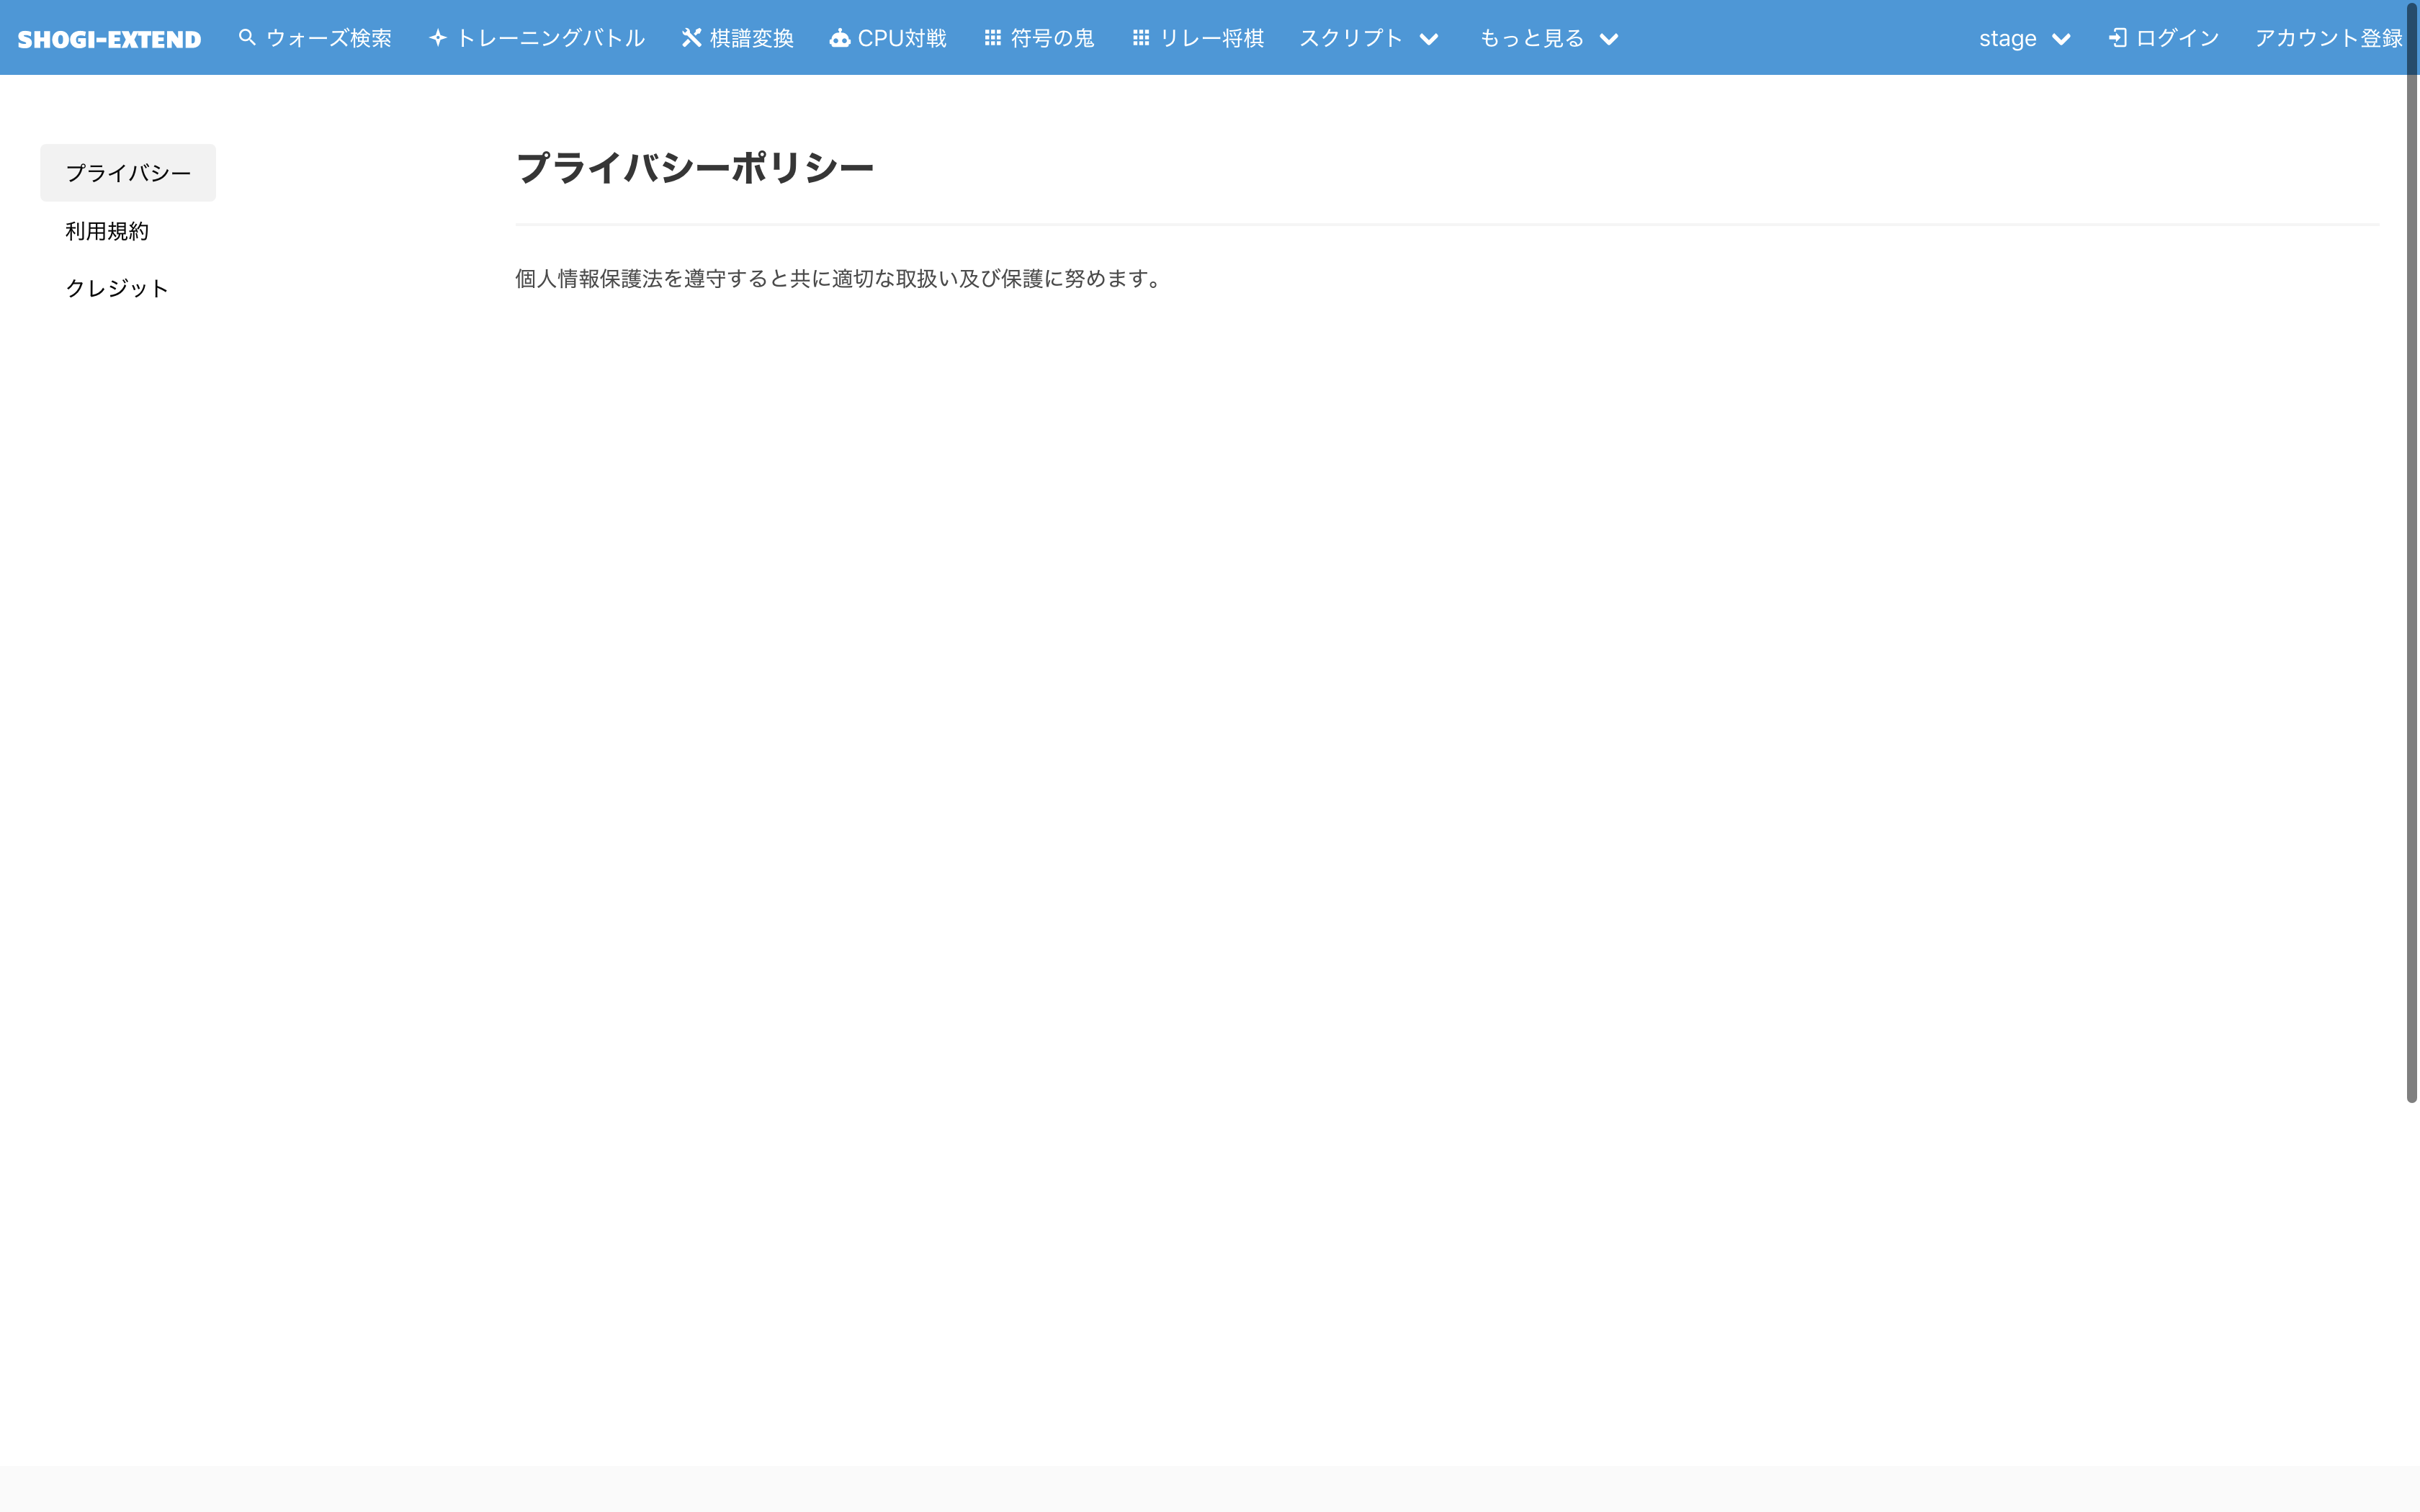 SHOGI-EXTEND ウォーズ検索 トレーニングバトル 棋譜変換 CPU対戦 符号の鬼 リレー将棋 スクリプト もっと見る stage ログイン アカウント登録
プライバシー
利用規約
クレジット
プライバシーポリシー
個人情報保護法を遵守すると共に適切な取扱い及び保護に努めます。